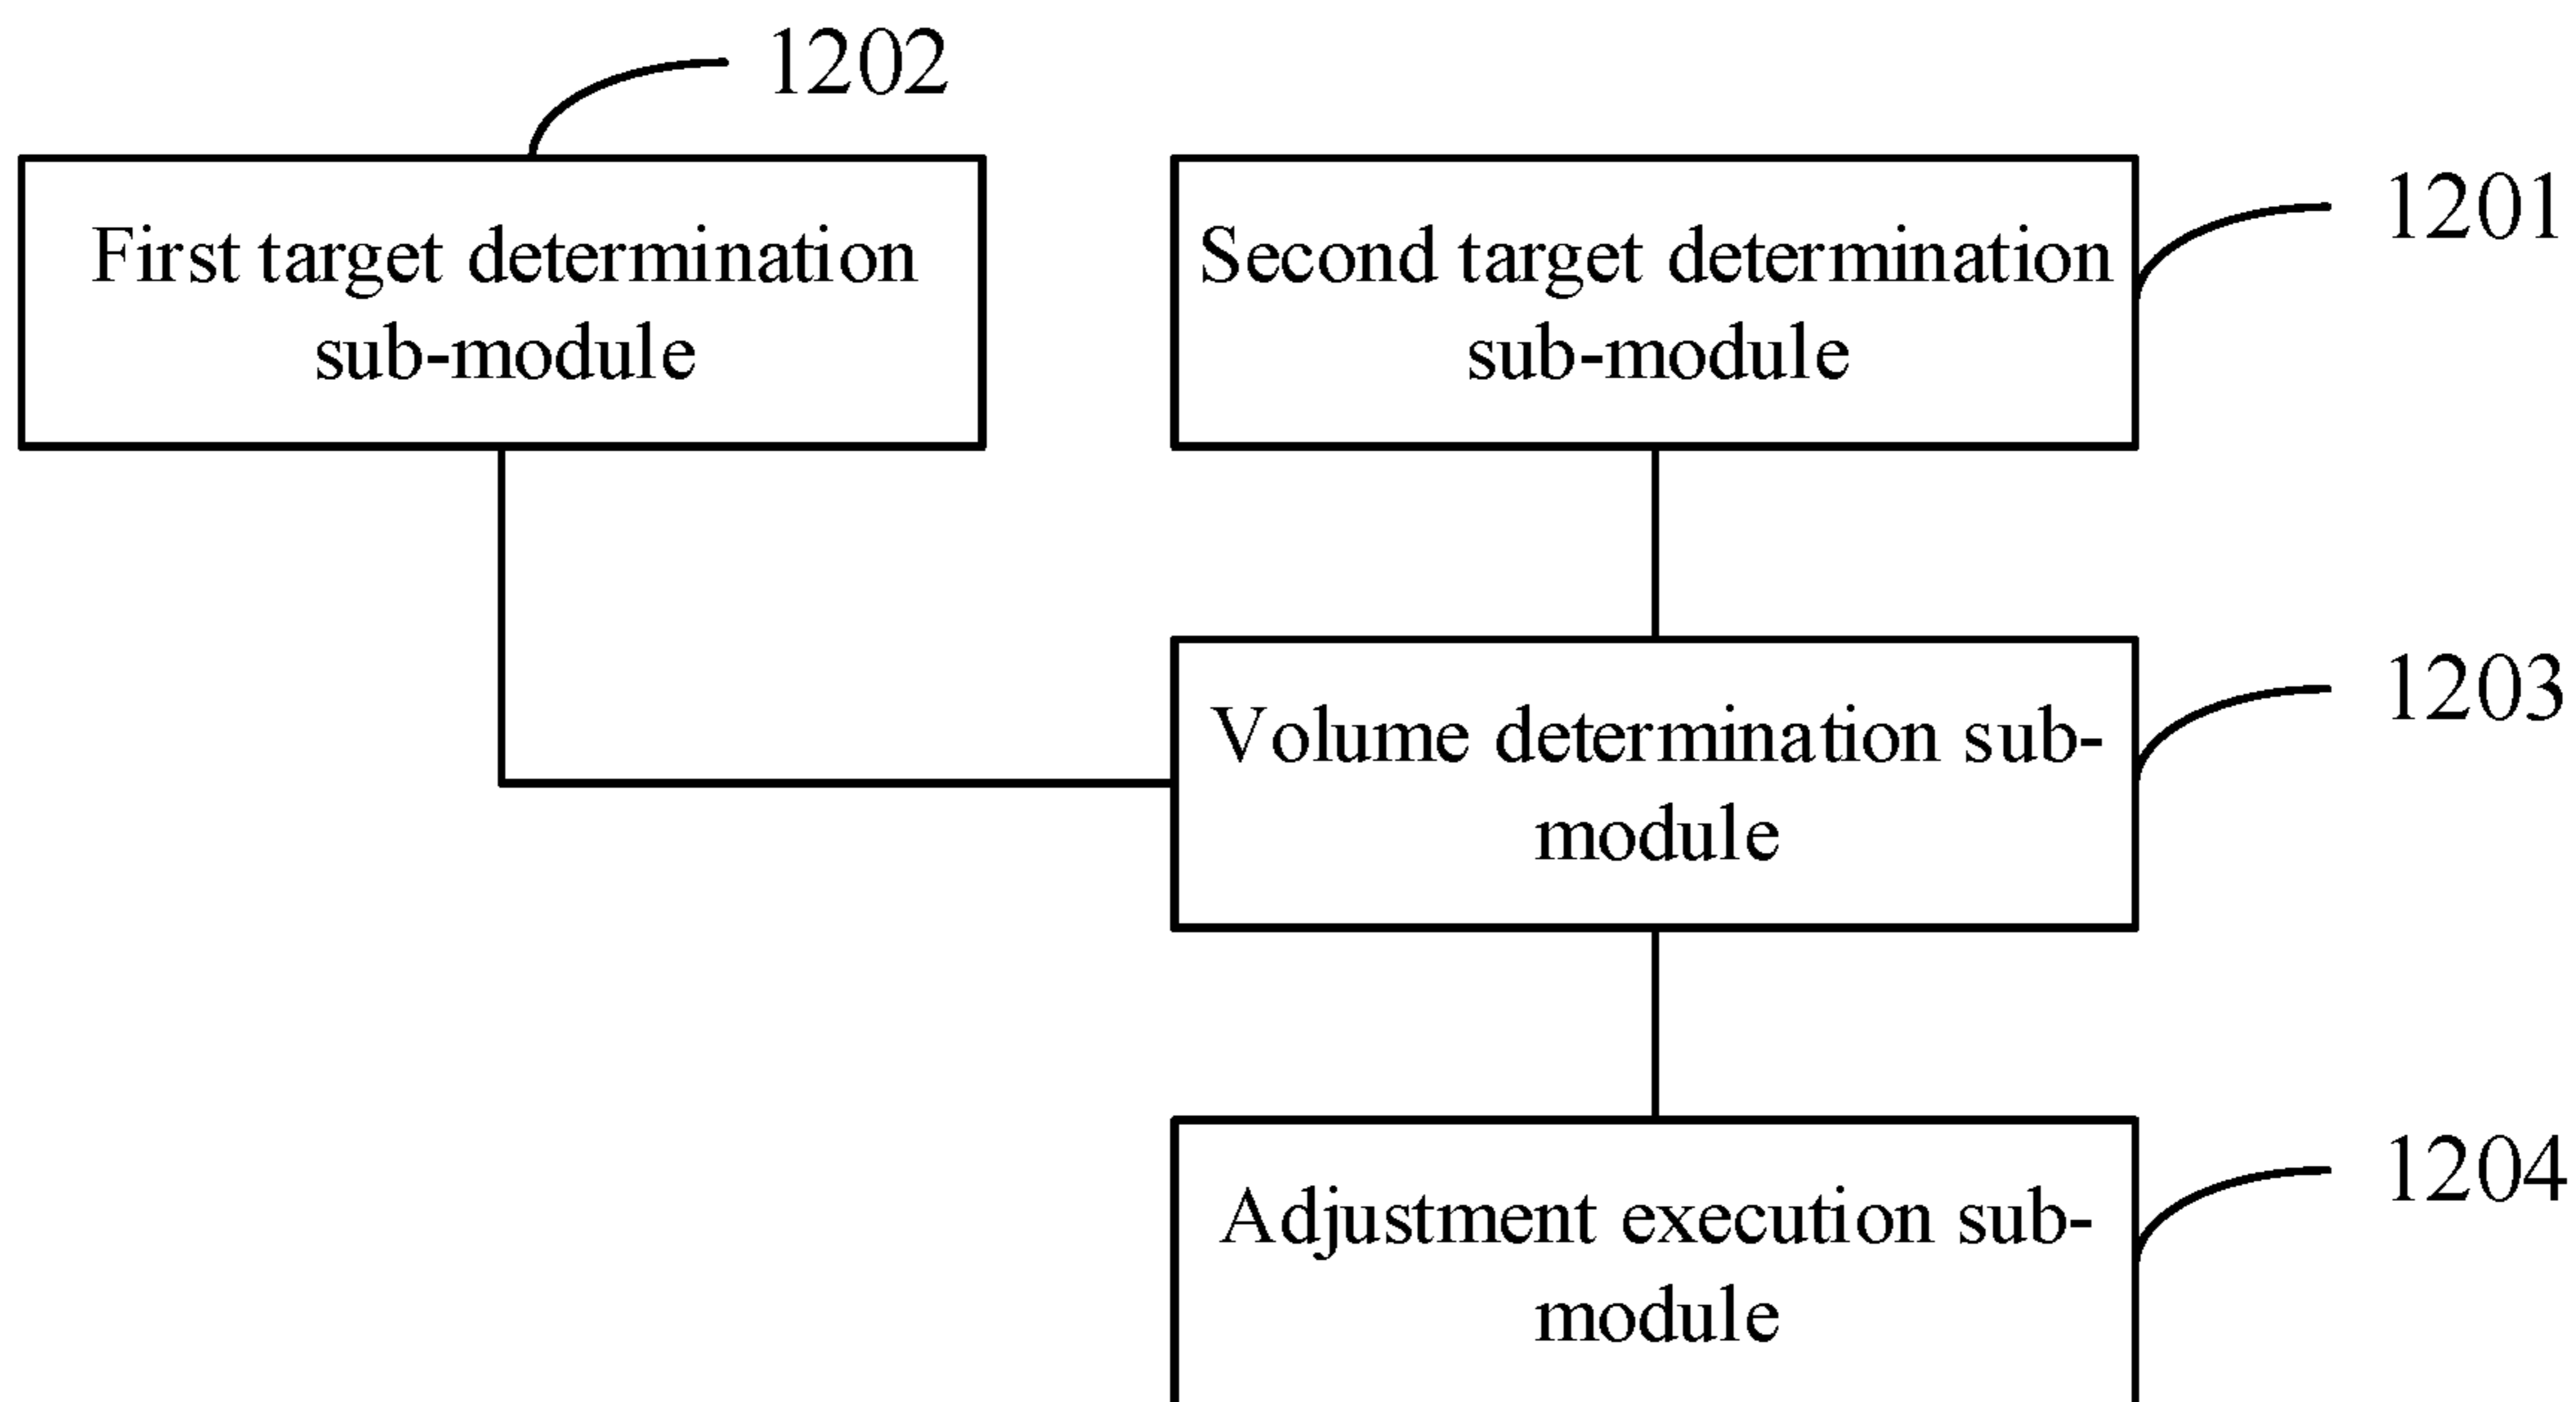 1202
First target determination
sub-module
Second target determination
sub-module
1201
Volume determination sub-
module
1203
Adjustment execution sub-
module
1204